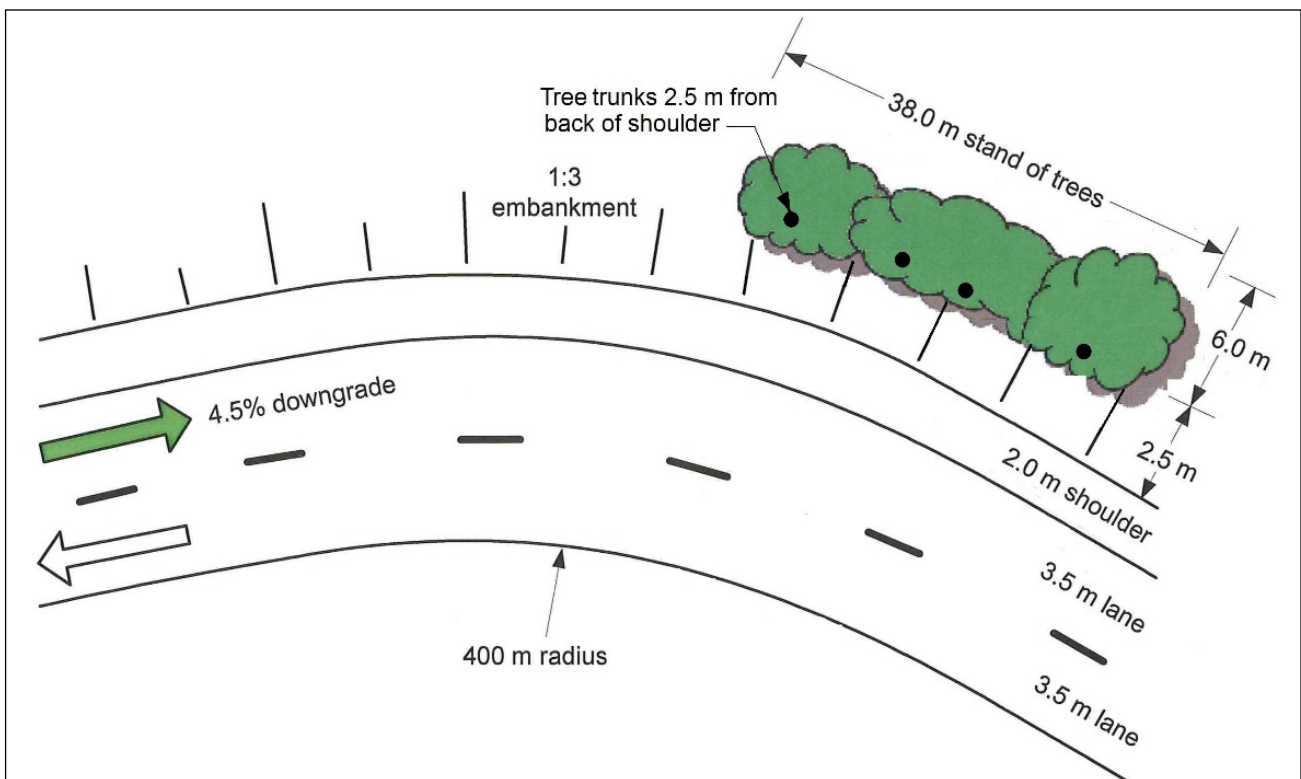 Tree trunks 2.5 m from
back of shoulder
38.0 m stand of trees
1:3
embankment
6.0 m
2.5 m
4.5% downgrade
2.0 m shoulder
3.5 m lane
3.5 m lane
400 m radius